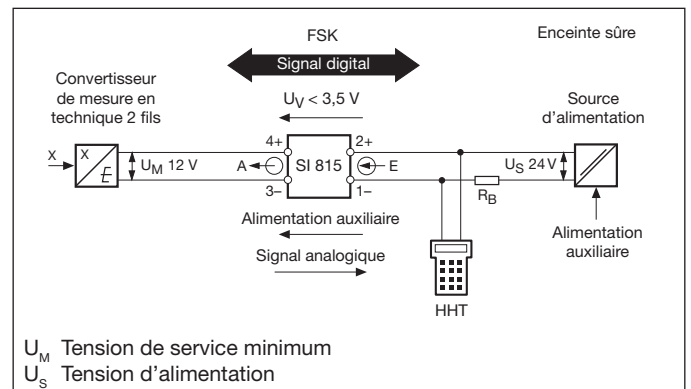 FSK
Enceinte sûre
Signal digital
Convertisseur
de mesure en
technique 2 fils
U_V < 3,5 V
Source
d'alimentation
4+
2+
X
X
E
U_M 12 V
A
SI 815
E
U_S 24 V
3–
1–
R_B
Alimentation auxiliaire
Signal analogique
Alimentation
auxiliaire
HHT
U_M Tension de service minimum
U_S Tension d'alimentation